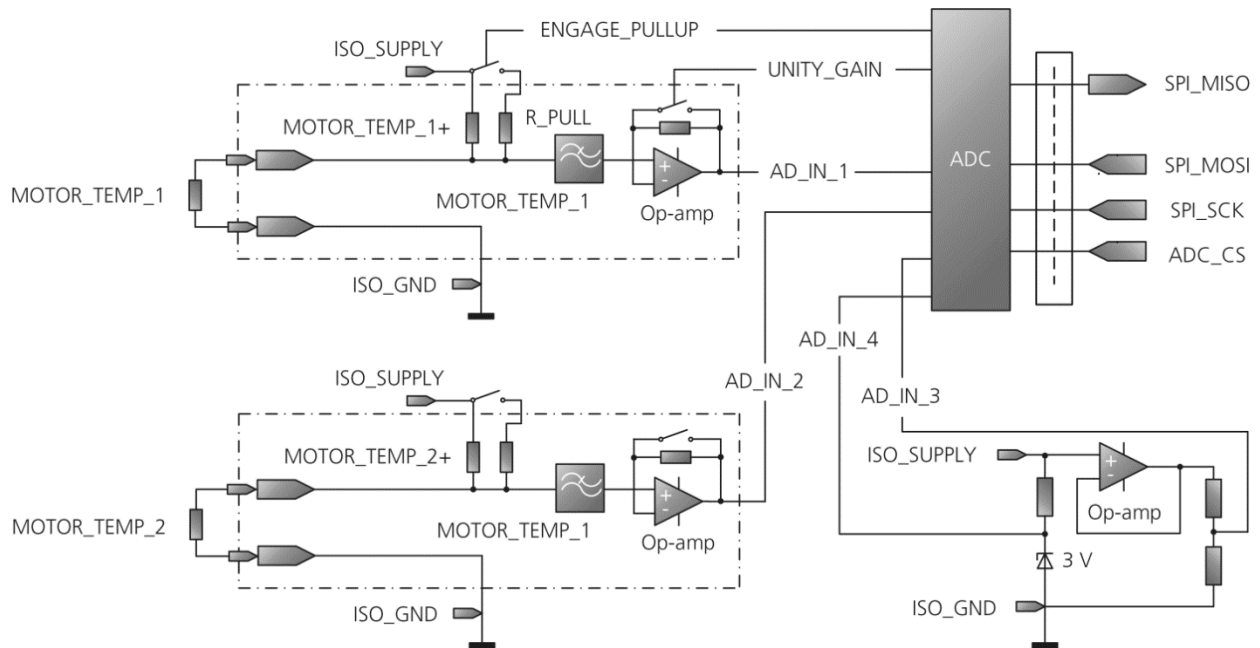 ENGAGE_PULLUP
ISO_SUPPLY
UNITY_GAIN
SPI_MISO
MOTOR_TEMP_1+
R_PULL
ADC
AD_IN_1
SPI_MOSI
MOTOR_TEMP_1
MOTOR_TEMP_1
Op-amp
SPI_SCK
ADC_CS
ISO_GND
AD_IN_4
ISO_SUPPLY
AD_IN_2
AD_IN_3
MOTOR_TEMP_2+
ISO_SUPPLY
MOTOR_TEMP_2
MOTOR_TEMP_1
Op-amp
Op-amp
3 V
ISO_GND
ISO_GND
+
-
+
-
+
-